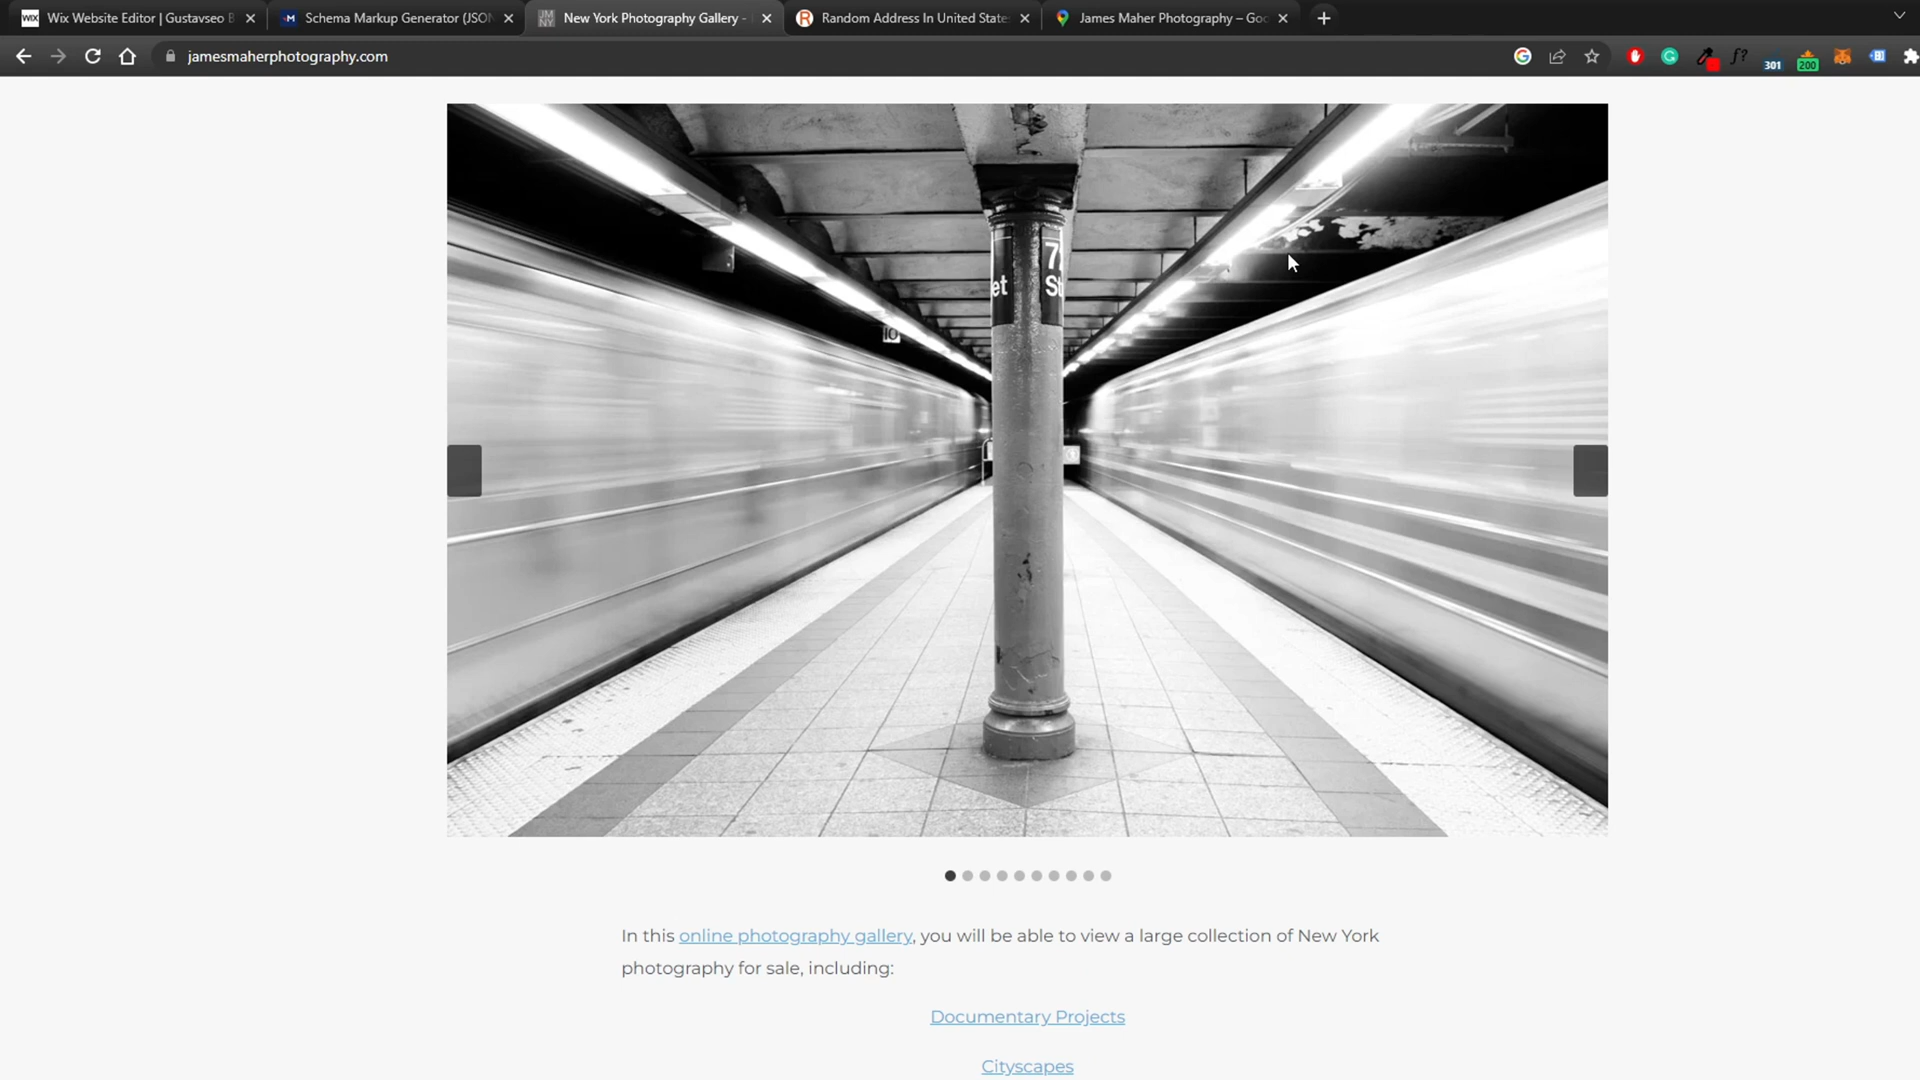 Wix Website Editor | Gustavseo B
Schema Markup Generator (JSON
New York Photography Gallery -
Random Address In United State
James Maher Photography – Goo
jamesmaherphotography.com
301
200
7
et
St
10
In this online photography gallery, you will be able to view a large collection of New York
photography for sale, including:
Documentary Projects
Cityscapes